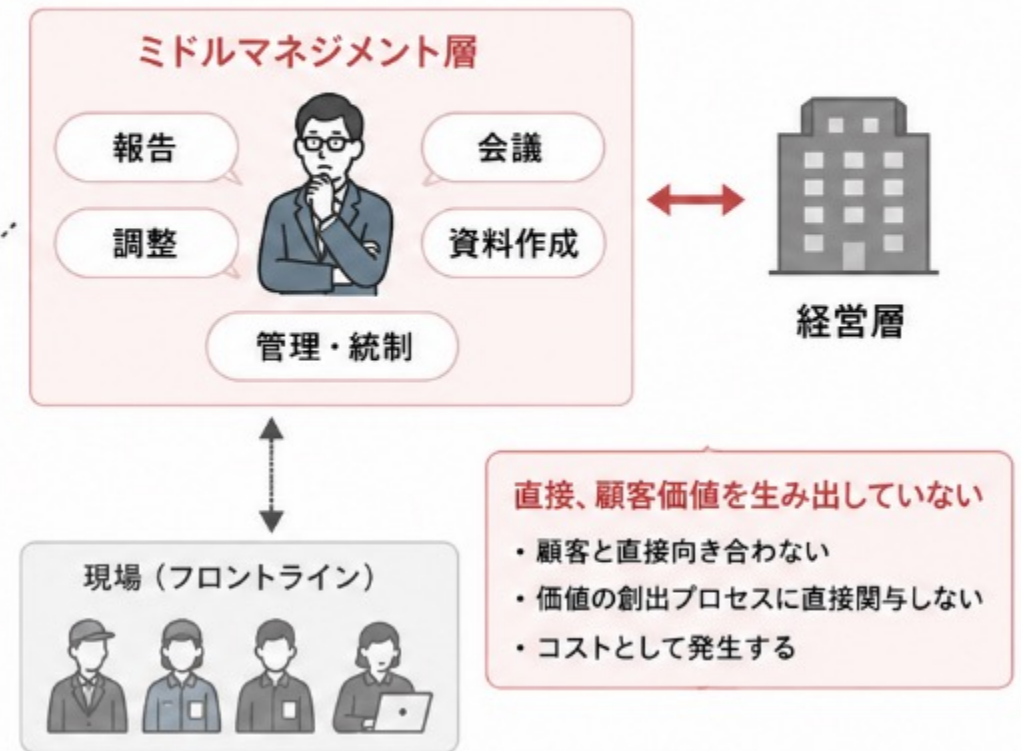 ミドルマネジメント層
報告
会議
調整
資料作成
管理・統制
経営層
直接、顧客価値を生み出していない
・顧客と直接向き合わない
・価値の創出プロセスに直接関与しない
・コストとして発生する
現場（フロントライン）